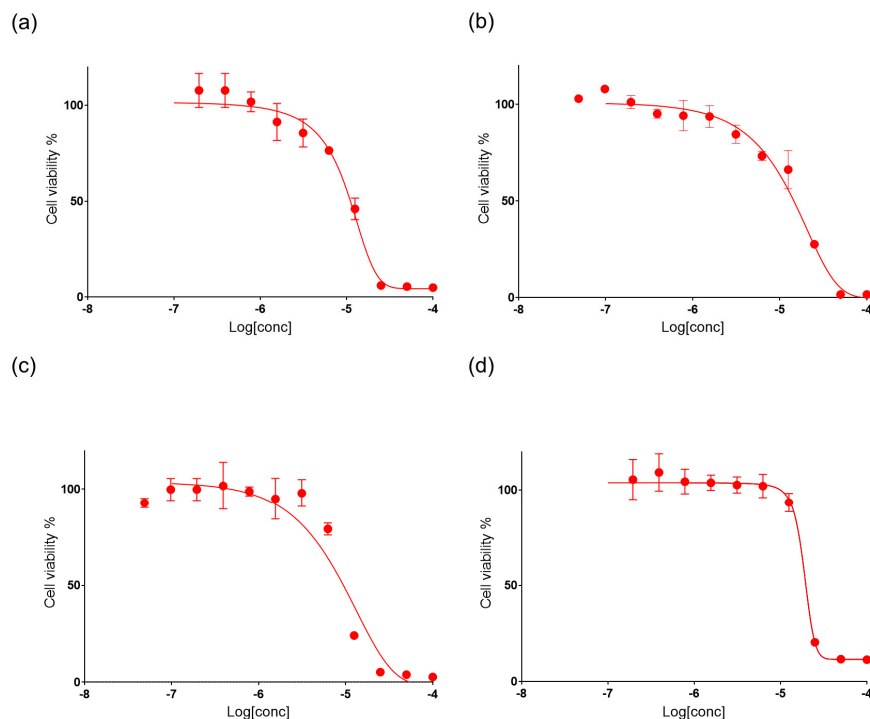 (a)
(b)
Cell viability %
100
50
0
-8 -7 -6 -5 -4
Log[conc]
Cell viability %
100
50
0
-8 -7 -6 -5 -4
Log[conc]
(c)
(d)
Cell viability %
100
50
0
-8 -7 -6 -5 -4
Log[conc]
Cell viability %
100
50
0
-8 -7 -6 -5 -4
Log[conc]